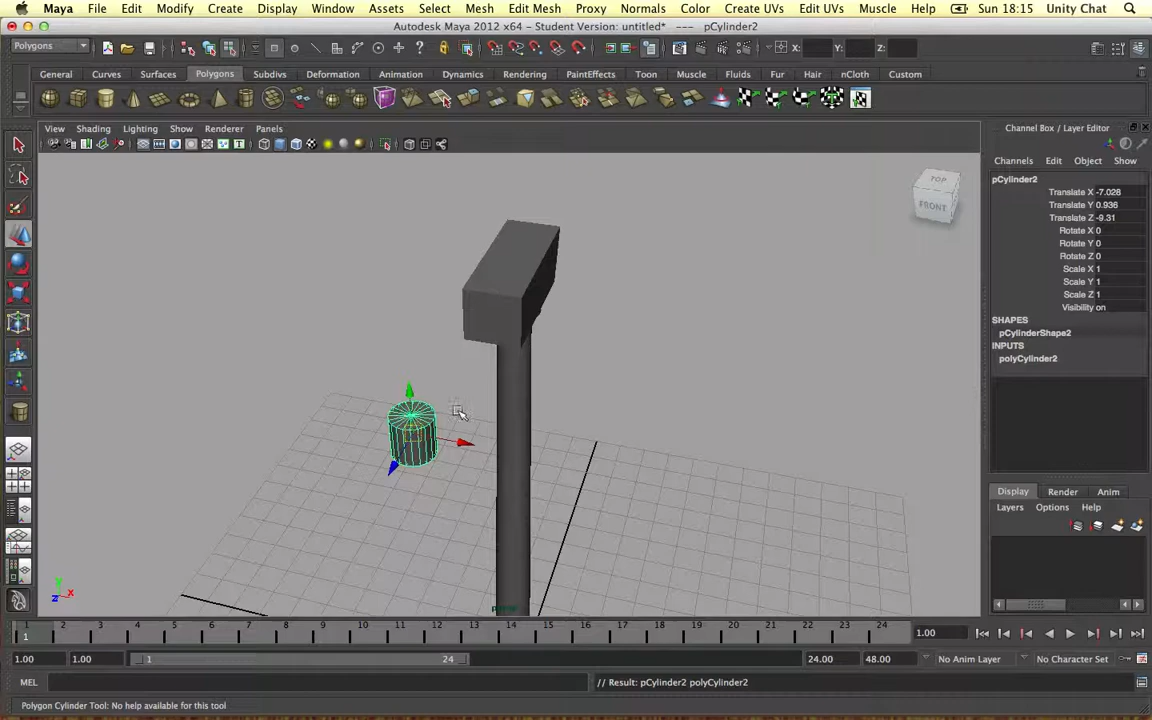 Maya File Edit Modify Create Display Window Assets Select Mesh Edit Mesh Proxy Normals Color Create UVs Edit UVs Muscle Help Sun 18:15 Unity Chat
Autodesk Maya 2012 x64 - Student Version: untitled* --- pCylinder2
Polygons X: Y: Z:
General Curves Surfaces Polygons Subdivs Deformation Animation Dynamics Rendering PaintEffects Toon Muscle Fluids Fur Hair nCloth Custom
View Shading Lighting Show Renderer Panels
Channel Box / Layer Editor
Channels Edit Object Show
pCylinder2
Translate X -7.028
Translate Y 0.936
Translate Z -9.31
Rotate X 0
Rotate Y 0
Rotate Z 0
Scale X 1
Scale Y 1
Scale Z 1
Visibility on
SHAPES
pCylinderShape2
INPUTS
polyCylinder2
TOP
FRONT
Display Render Anim
Layers Options Help
y
z x
persp
1 2 3 4 5 6 7 8 9 10 11 12 13 14 15 16 17 18 19 20 21 22 23 24
1 1.00
1.00 1.00 1 24 24.00 48.00 No Anim Layer No Character Set
MEL // Result: pCylinder2 polyCylinder2
Polygon Cylinder Tool: No help available for this tool